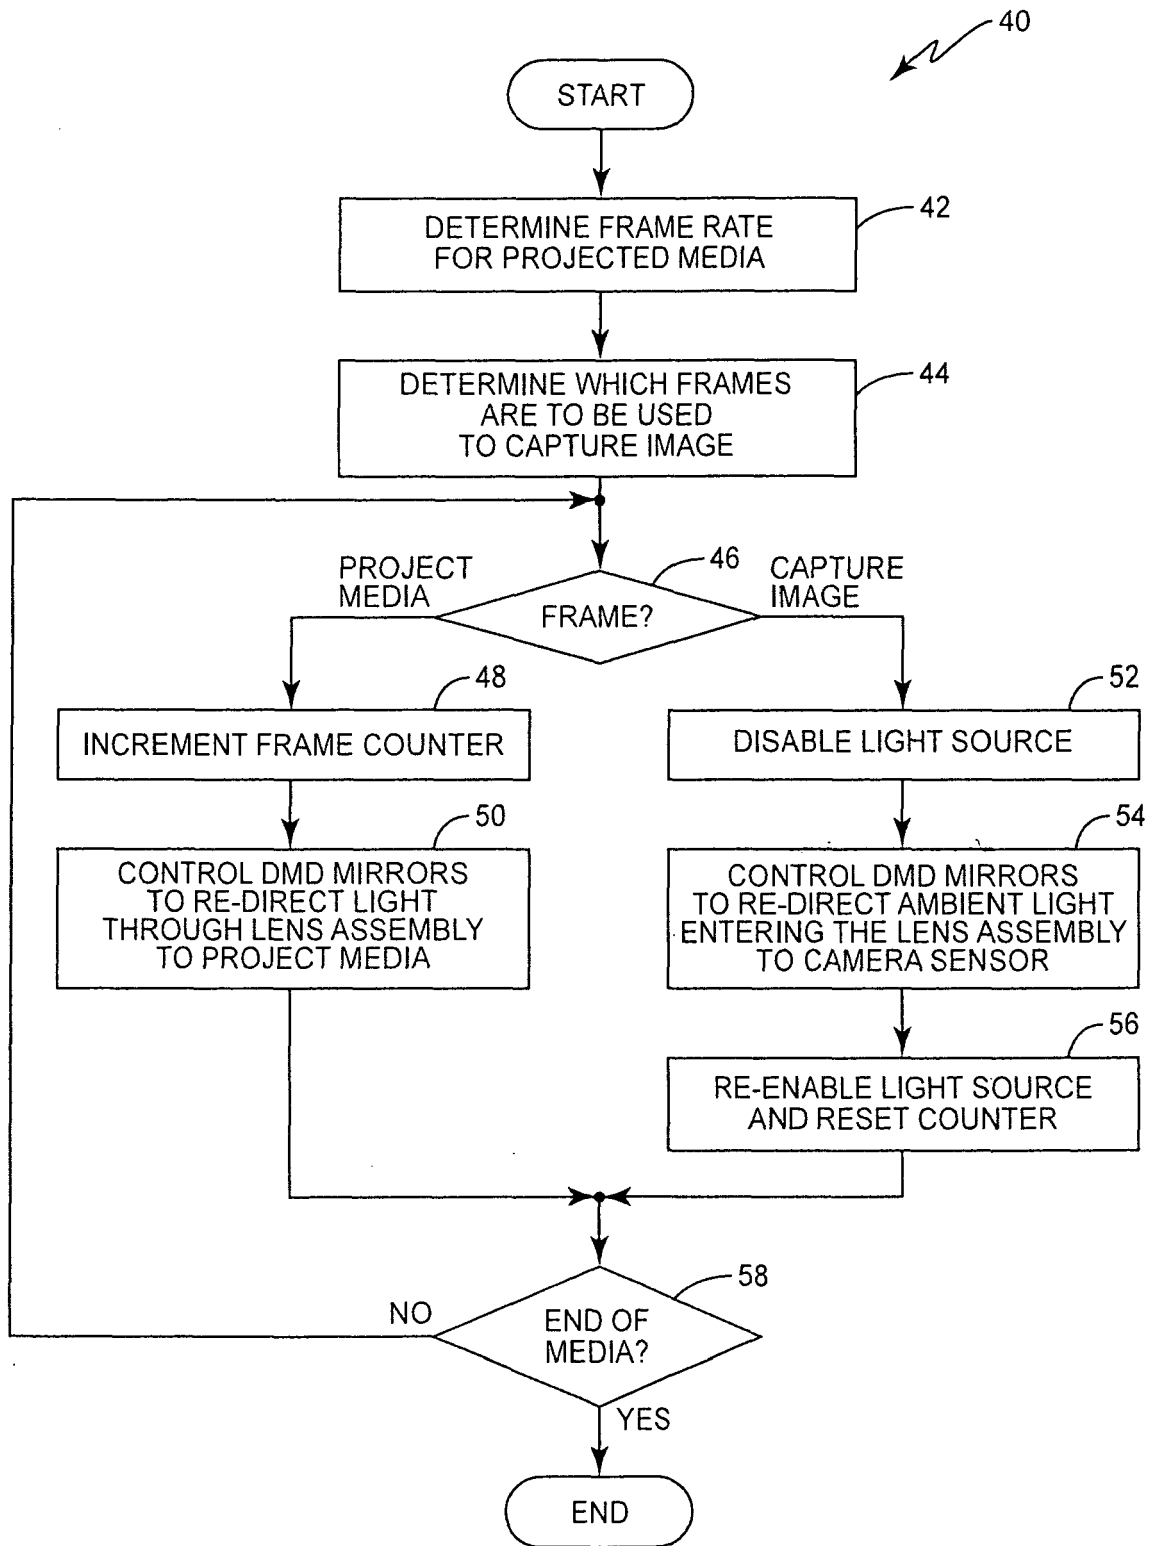 40
START
42
DETERMINE FRAME RATE
FOR PROJECTED MEDIA
44
DETERMINE WHICH FRAMES
ARE TO BE USED
TO CAPTURE IMAGE
46
PROJECT
MEDIA
CAPTURE
IMAGE
FRAME?
48
INCREMENT FRAME COUNTER
50
CONTROL DMD MIRRORS
TO RE-DIRECT LIGHT
THROUGH LENS ASSEMBLY
TO PROJECT MEDIA
52
DISABLE LIGHT SOURCE
54
CONTROL DMD MIRRORS
TO RE-DIRECT AMBIENT LIGHT
ENTERING THE LENS ASSEMBLY
TO CAMERA SENSOR
56
RE-ENABLE LIGHT SOURCE
AND RESET COUNTER
58
END OF
MEDIA?
NO
YES
END